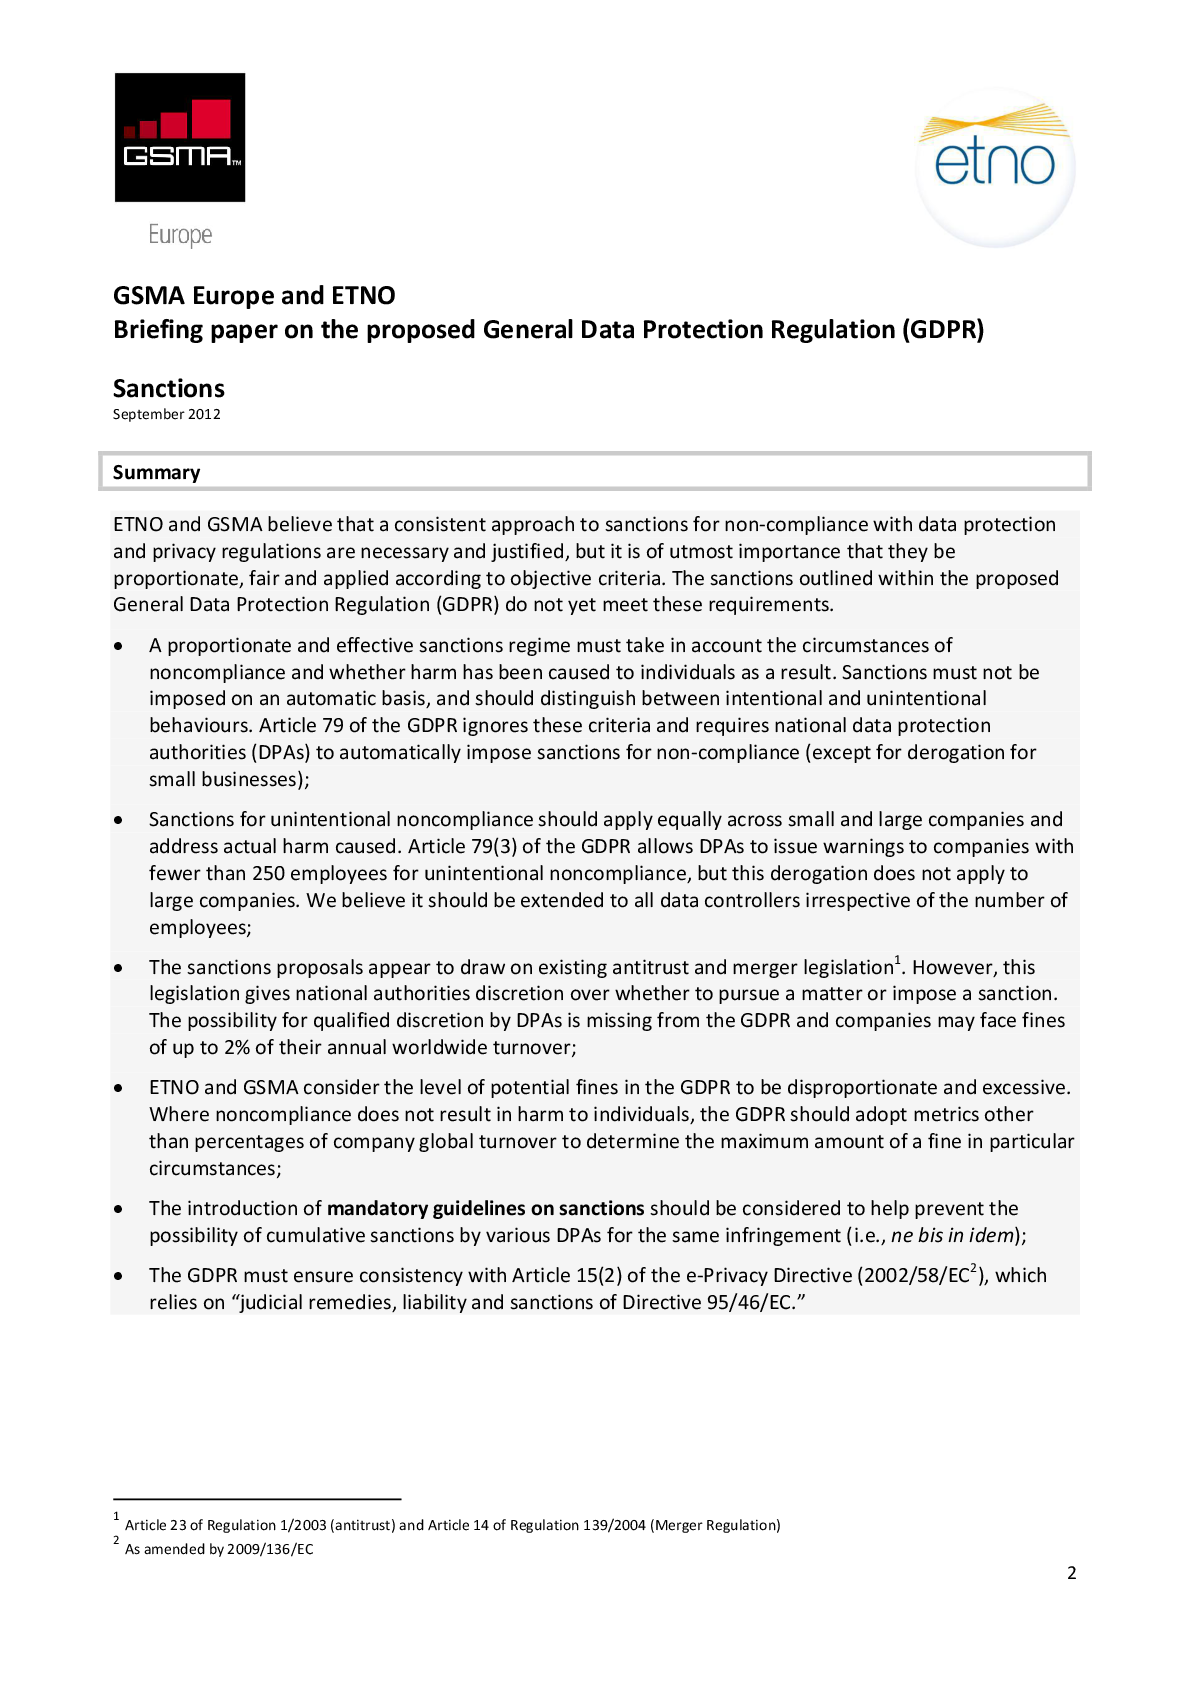 GSMA™
Europe
etno
GSMA Europe and ETNO
Briefing paper on the proposed General Data Protection Regulation (GDPR)
Sanctions
September 2012
Summary
ETNO and GSMA believe that a consistent approach to sanctions for non-compliance with data protection
and privacy regulations are necessary and justified, but it is of utmost importance that they be
proportionate, fair and applied according to objective criteria. The sanctions outlined within the proposed
General Data Protection Regulation (GDPR) do not yet meet these requirements.
• A proportionate and effective sanctions regime must take in account the circumstances of
noncompliance and whether harm has been caused to individuals as a result. Sanctions must not be
imposed on an automatic basis, and should distinguish between intentional and unintentional
behaviours. Article 79 of the GDPR ignores these criteria and requires national data protection
authorities (DPAs) to automatically impose sanctions for non-compliance (except for derogation for
small businesses);
• Sanctions for unintentional noncompliance should apply equally across small and large companies and
address actual harm caused. Article 79(3) of the GDPR allows DPAs to issue warnings to companies with
fewer than 250 employees for unintentional noncompliance, but this derogation does not apply to
large companies. We believe it should be extended to all data controllers irrespective of the number of
employees;
• The sanctions proposals appear to draw on existing antitrust and merger legislation1. However, this
legislation gives national authorities discretion over whether to pursue a matter or impose a sanction.
The possibility for qualified discretion by DPAs is missing from the GDPR and companies may face fines
of up to 2% of their annual worldwide turnover;
• ETNO and GSMA consider the level of potential fines in the GDPR to be disproportionate and excessive.
Where noncompliance does not result in harm to individuals, the GDPR should adopt metrics other
than percentages of company global turnover to determine the maximum amount of a fine in particular
circumstances;
• The introduction of mandatory guidelines on sanctions should be considered to help prevent the
possibility of cumulative sanctions by various DPAs for the same infringement (i.e., ne bis in idem);
• The GDPR must ensure consistency with Article 15(2) of the e-Privacy Directive (2002/58/EC2), which
relies on “judicial remedies, liability and sanctions of Directive 95/46/EC.”
1 Article 23 of Regulation 1/2003 (antitrust) and Article 14 of Regulation 139/2004 (Merger Regulation)
2 As amended by 2009/136/EC
2